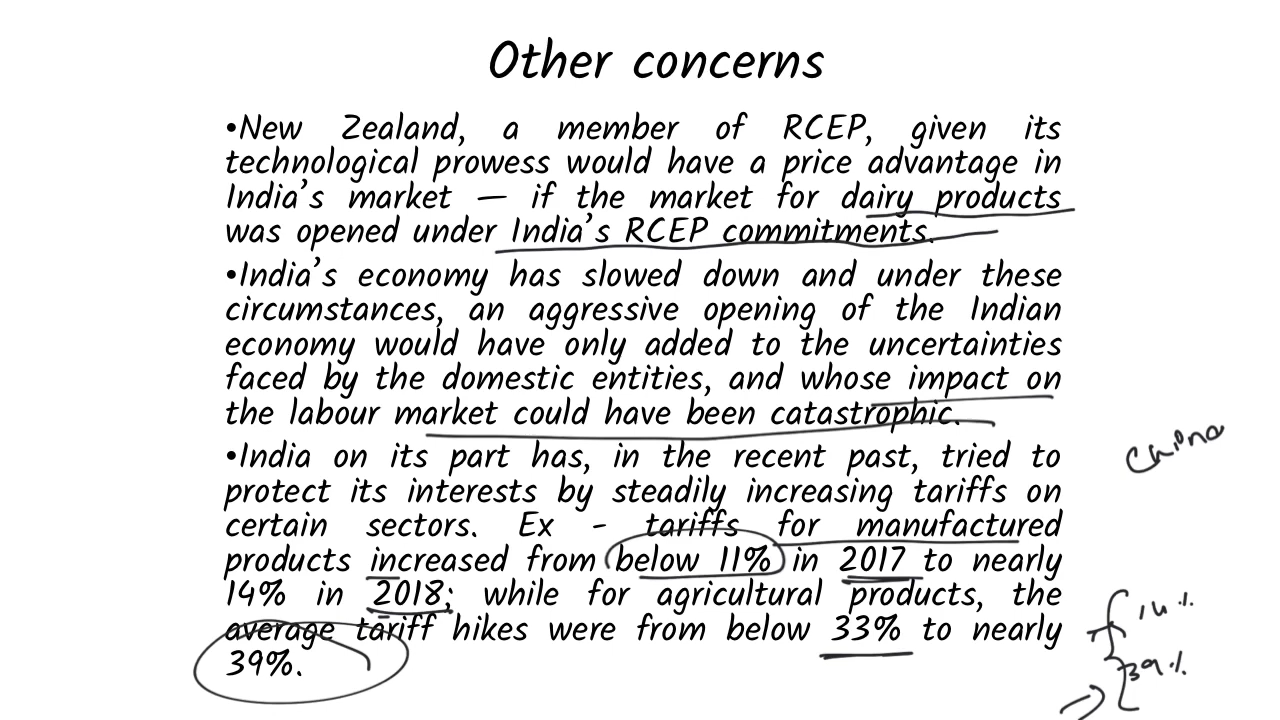 Other concerns
•New Zealand, a member of RCEP, given its
technological prowess would have a price advantage in
India’s market — if the market for dairy products
was opened under India’s RCEP commitments.
•India’s economy has slowed down and under these
circumstances, an aggressive opening of the Indian
economy would have only added to the uncertainties
faced by the domestic entities, and whose impact on
the labour market could have been catastrophic.
•India on its part has, in the recent past, tried to
protect its interests by steadily increasing tariffs on
certain sectors. Ex - tariffs for manufactured
products increased from below 11% in 2017 to nearly
14% in 2018; while for agricultural products, the
average tariff hikes were from below 33% to nearly
39%.
China
14%
39%